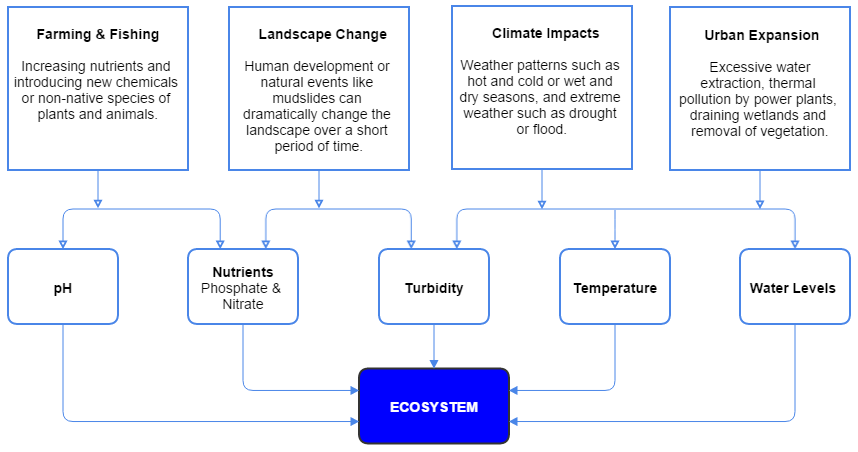 Farming & Fishing
Increasing nutrients and
introducing new chemicals
or non-native species of
plants and animals.
Landscape Change
Human development or
natural events like
mudslides can
dramatically change the
landscape over a short
period of time.
Climate Impacts
Weather patterns such as
hot and cold or wet and
dry seasons, and extreme
weather such as drought
or flood.
Urban Expansion
Excessive water
extraction, thermal
pollution by power plants,
draining wetlands and
removal of vegetation.
pH
Nutrients
Phosphate &
Nitrate
Turbidity
Temperature
Water Levels
ECOSYSTEM